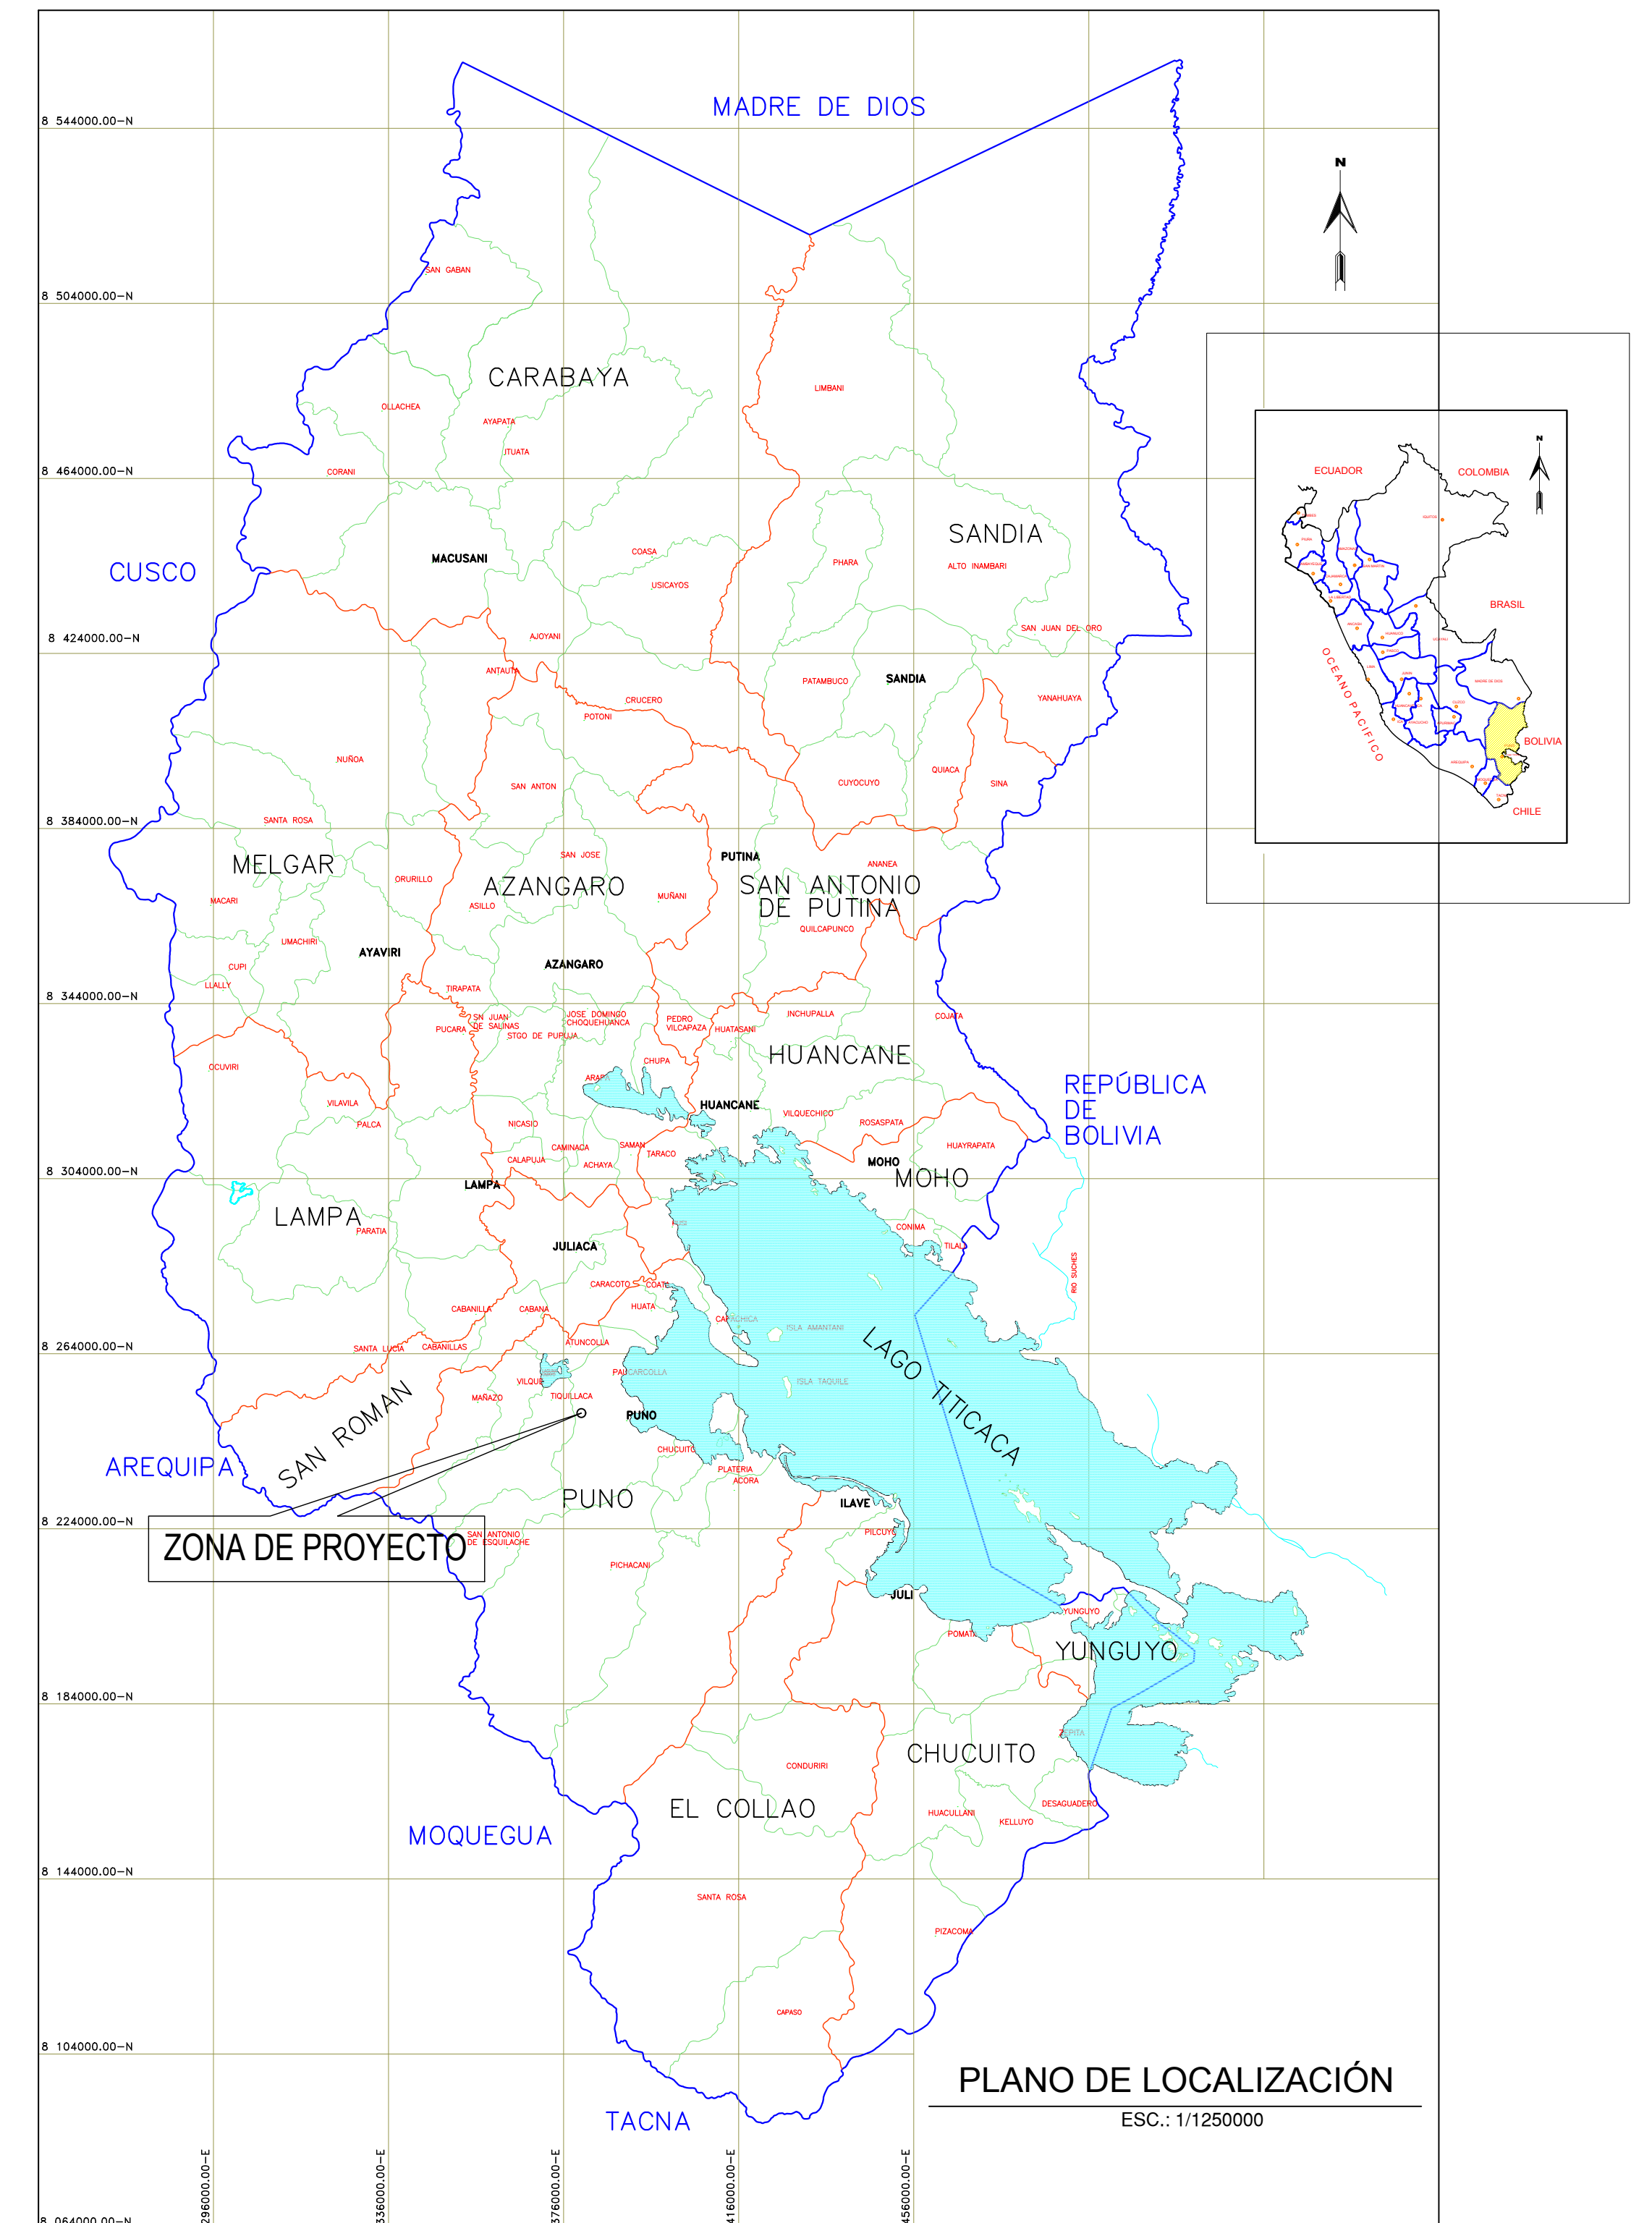 MADRE DE DIOS
8 544000.00-N
N
SAN GABAN
8 504000.00-N
CARABAYA
LIMBANI
OLLACHEA
AYAPATA
ITUATA
CORANI
8 464000.00-N
ECUADOR
COLOMBIA
N
SANDIA
MACUSANI
COASA
PHARA
ALTO INAMBARI
CUSCO
USICAYOS
BRASIL
8 424000.00-N
AJOYANI
SAN JUAN DEL ORO
ANTAUTA
PATAMBUCO
SANDIA
CRUCERO
YANAHUAYA
POTONI
OCEANO PACIFICO
MADRE DE DIOS
BOLIVIA
CHILE
NUÑOA
SAN ANTON
CUYOCUYO
QUIACA
SINA
8 384000.00-N
SANTA ROSA
MELGAR
SAN JOSE
PUTINA
ANANEA
ORURILLO
AZANGARO
SAN ANTONIO
DE PUTINA
MACARI
ASILLO
MUÑANI
QUILCAPUNCO
UMACHIRI
AYAVIRI
CUPI
AZANGARO
LLALLY
TIRAPATA
8 344000.00-N
SN JUAN
DE SALINAS
JOSE DOMINGO
CHOQUEHUANCA
PEDRO
VILCAPAZA
INCHUPALLA
COJATA
PUCARA
STGO DE PUPUJA
HUATASANI
HUANCANE
OCUVIRI
CHUPA
ARAPA
REPÚBLICA
DE
BOLIVIA
VILAVILA
HUANCANE
VILQUECHICO
PALCA
NICASIO
ROSASPATA
CAMINACA
SAMAN
TARACO
HUAYRAPATA
CALAPUJA
ACHAYA
MOHO
8 304000.00-N
LAMPA
MOHO
LAMPA
PARATIA
CONIMA
JULIACA
TILALI
RIO SUCHES
CARACOTO
COATA
CABANILLA
CABANA
HUATA
CAPACHICA
ISLA AMANTANI
LAGO TITICACA
8 264000.00-N
SANTA LUCIA
CABANILLAS
ATUNCOLLA
PAUCARCOLLA
ISLA TAQUILE
VILQUE
MAÑAZO
TIQUILLACA
SAN ROMAN
PUNO
CHUCUITO
AREQUIPA
PLATERIA
ACORA
PUNO
ILAVE
8 224000.00-N
ZONA DE PROYECTO
SAN ANTONIO
DE ESQUILACHE
PILCUYO
PICHACANI
JULI
YUNGUYO
POMATA
YUNGUYO
8 184000.00-N
ZEPITA
CHUCUITO
CONDURIRI
EL COLLAO
HUACULLANI
DESAGUADERO
KELLUYO
MOQUEGUA
8 144000.00-N
SANTA ROSA
PIZACOMA
CAPASO
8 104000.00-N
PLANO DE LOCALIZACIÓN
ESC.: 1/1250000
TACNA
296000.00-E
336000.00-E
376000.00-E
416000.00-E
456000.00-E
8 064000.00-N